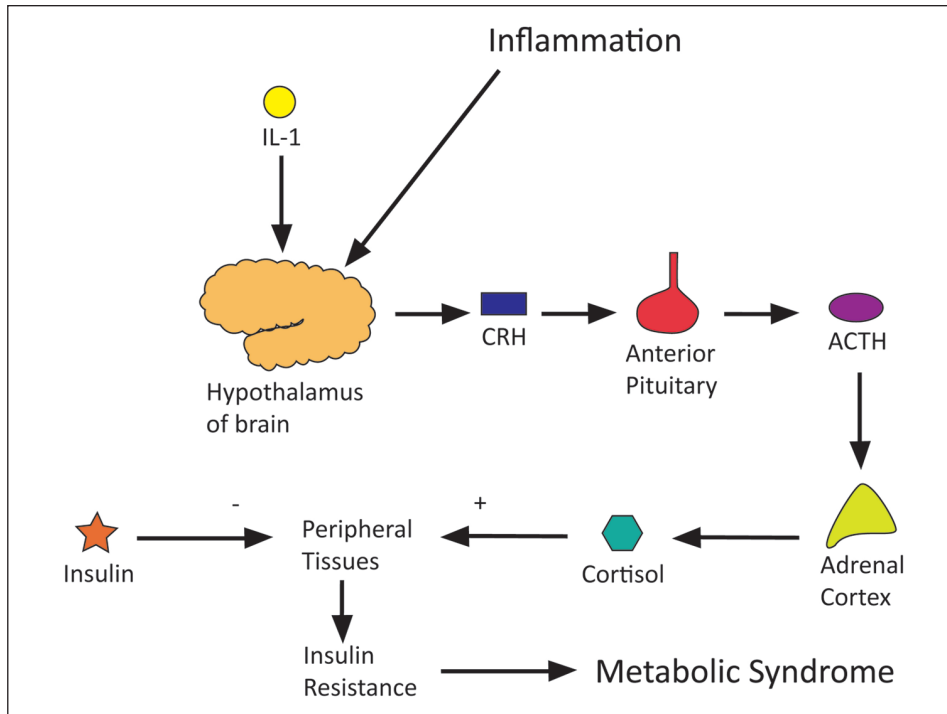 Inflammation
IL-1
Hypothalamus
of brain
CRH
Anterior
Pituitary
ACTH
Insulin
-
Peripheral
Tissues
+
Cortisol
Adrenal
Cortex
Insulin
Resistance
Metabolic Syndrome